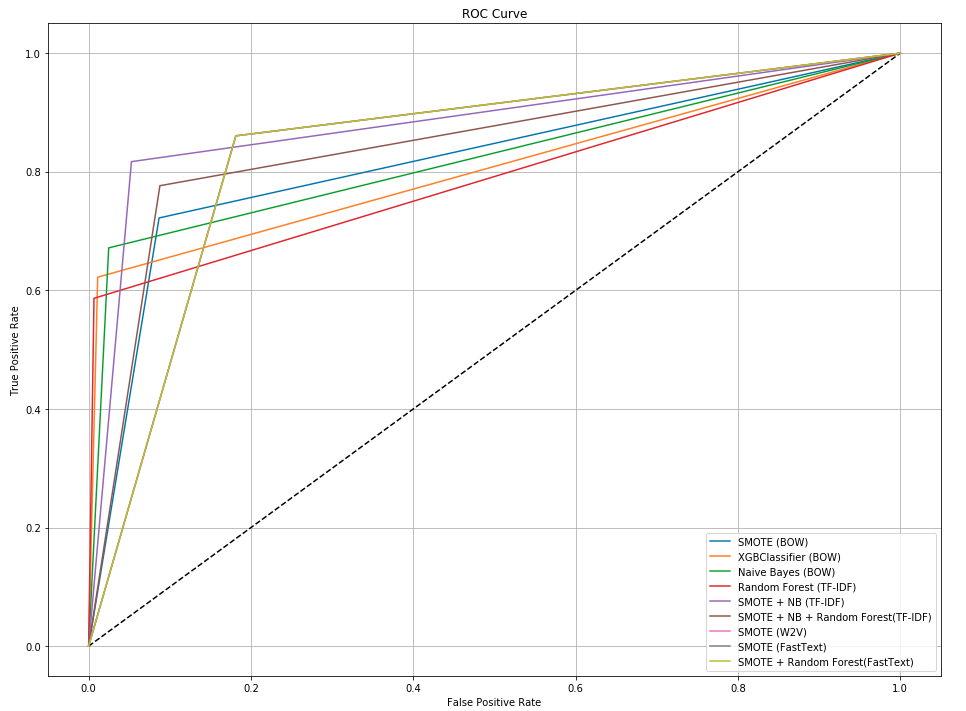 ROC Curve
1.0
0.8
0.6
0.4
0.2
0.0
True Positive Rate
0.0
0.2
0.4
0.6
0.8
1.0
False Positive Rate
SMOTE (BOW)
XGBClassifier (BOW)
Naive Bayes (BOW)
Random Forest (TF-IDF)
SMOTE + NB (TF-IDF)
SMOTE + NB + Random Forest(TF-IDF)
SMOTE (W2V)
SMOTE (FastText)
SMOTE + Random Forest(FastText)